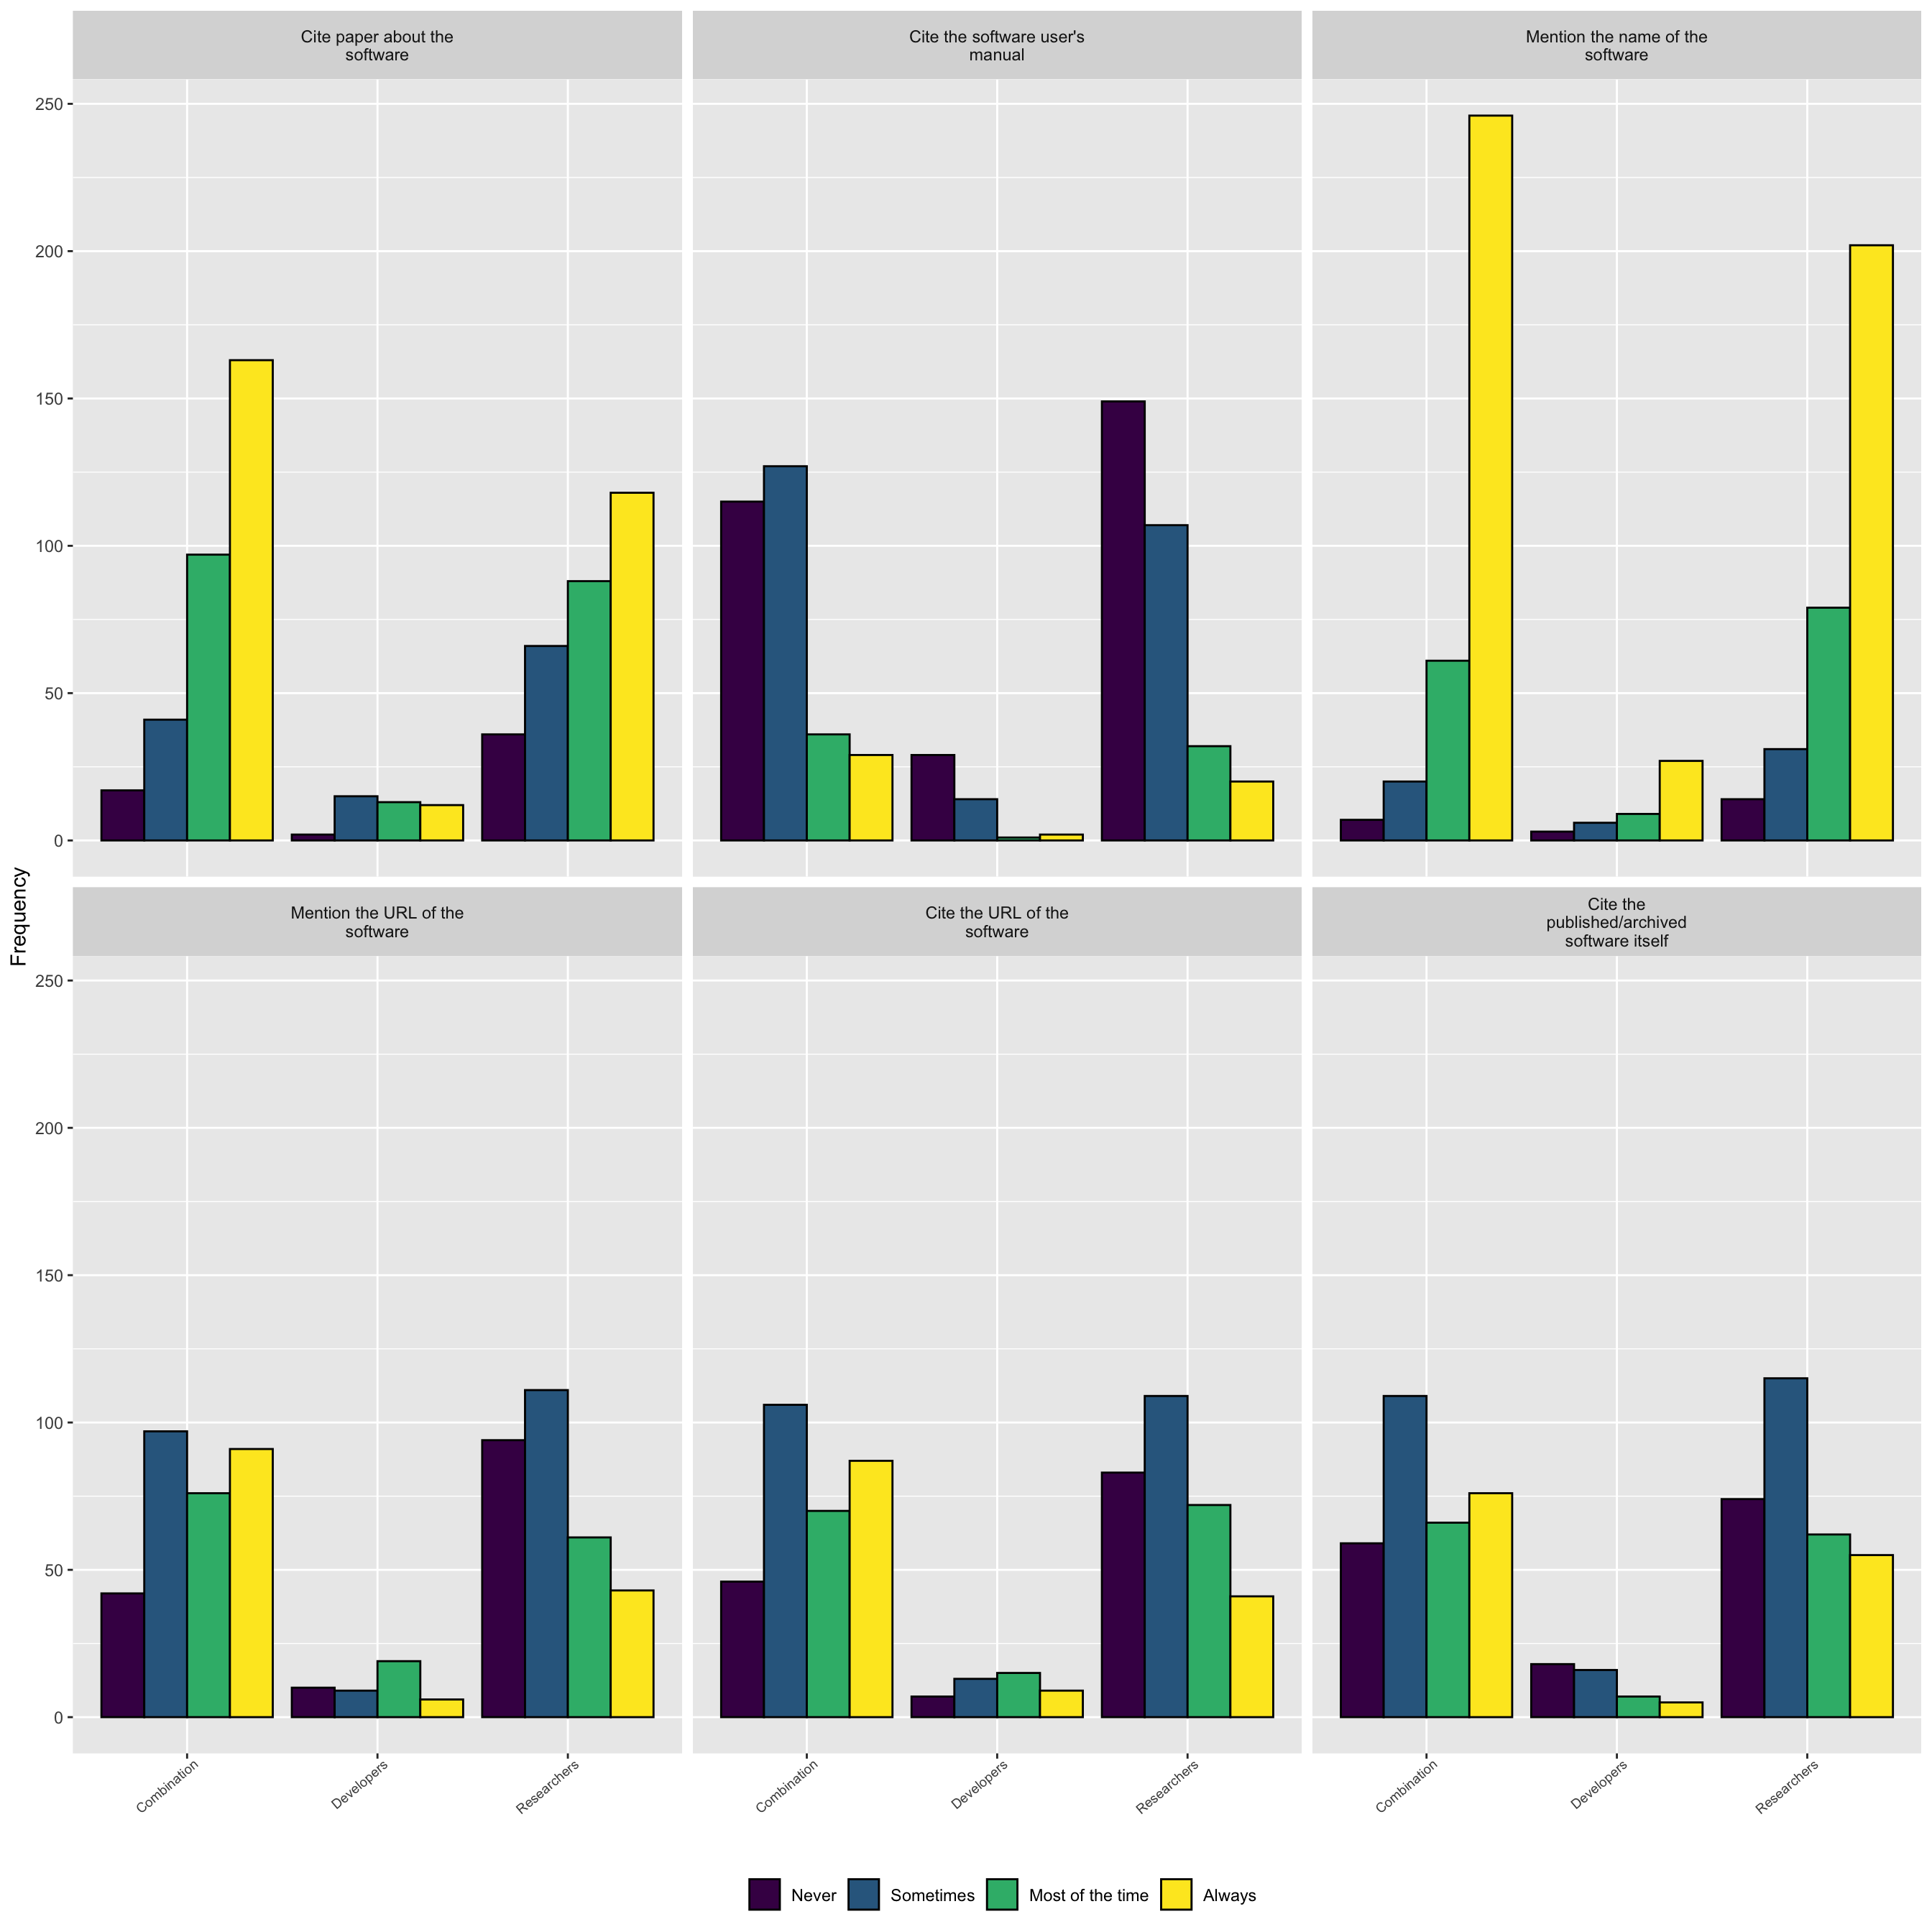 Cite paper about the
software
Cite the software user's
manual
Mention the name of the
software
250
200
150
100
50
0
Frequency
Mention the URL of the
software
Cite the URL of the
software
Cite the
published/archived
software itself
250
200
150
100
50
0
Combination
Developers
Researchers
Combination
Developers
Researchers
Combination
Developers
Researchers
Never
Sometimes
Most of the time
Always